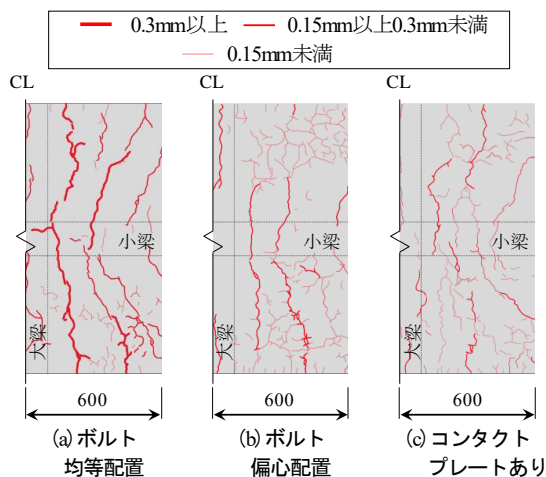 0.3mm以上
0.15mm以上0.3mm未満
0.15mm未満
CL
CL
CL
小梁
小梁
小梁
大梁
大梁
大梁
600
600
600
(a) ボルト
均等配置
(b) ボルト
偏心配置
(c) コンタクト
プレートあり